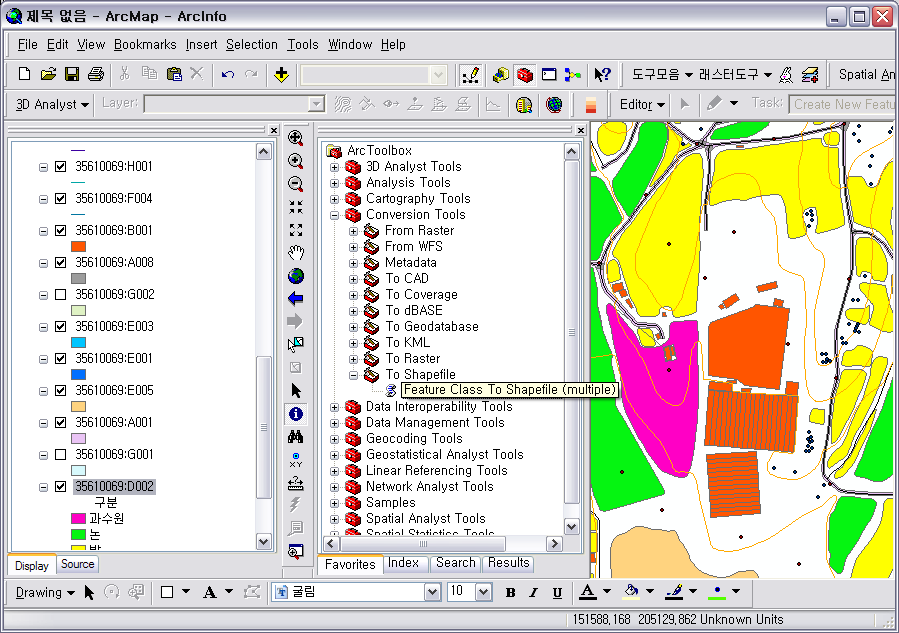 제목 없음 - ArcMap - ArcInfo
File Edit View Bookmarks Insert Selection Tools Window Help
도구모음 래스터도구 Spatial An
3D Analyst Layer: Editor Task: Create New Featu
35610069:H001
35610069:F004
35610069:B001
35610069:A008
35610069:G002
35610069:E003
35610069:E001
35610069:E005
35610069:A001
35610069:G001
35610069:D002
구분
과수원
논
밭
Display Source
XY
ArcToolbox
3D Analyst Tools
Analysis Tools
Cartography Tools
Conversion Tools
From Raster
From WFS
Metadata
To CAD
To Coverage
To dBASE
To Geodatabase
To KML
To Raster
To Shapefile
Feature Class To Shapefile (multiple)
Data Interoperability Tools
Data Management Tools
Geocoding Tools
Geostatistical Analyst Tools
Linear Referencing Tools
Network Analyst Tools
Samples
Spatial Analyst Tools
Spatial Statistics Tools
Favorites Index Search Results
Drawing A 굴림 10 B I U A
151588,168 205129,862 Unknown Units